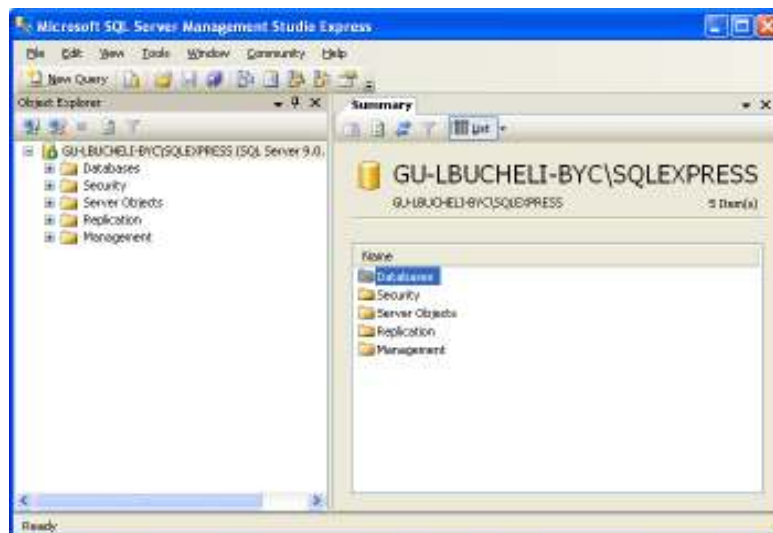 Microsoft SQL Server Management Studio Express
File Edit View Tools Window Community Help
New Query
Object Explorer
GU-LBUCHELI-BYC\SQLEXPRESS (SQL Server 9.0.
Databases
Security
Server Objects
Replication
Management
Summary
List
GU-LBUCHELI-BYC\SQLEXPRESS
GU-LBUCHELI-BYC\SQLEXPRESS 5 Item(s)
Name
Databases
Security
Server Objects
Replication
Management
Ready